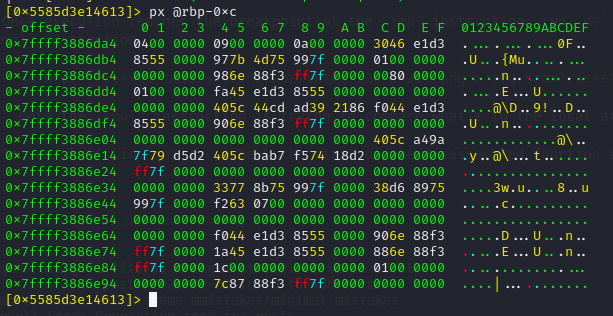 [0x5585d3e14613]> px @rbp-0xc
- offset - 0 1 2 3 4 5 6 7 8 9 A B C D E F 0123456789ABCDEF
0x7ffff3886da4 0400 0000 0900 0000 0a00 0000 3046 e1d3 ............0F..
0x7ffff3886db4 8555 0000 977b 4d75 997f 0000 0100 0000 .U...{Mu........
0x7ffff3886dc4 0000 0000 986e 88f3 ff7f 0000 0080 0000 .....n..........
0x7ffff3886dd4 0100 0000 fa45 e1d3 8555 0000 0000 0000 .....E...U......
0x7ffff3886de4 0000 0000 405c 44cd ad39 2186 f044 e1d3 ....@\D..9!..D..
0x7ffff3886df4 8555 0000 906e 88f3 ff7f 0000 0000 0000 .U...n..........
0x7ffff3886e04 0000 0000 0000 0000 0000 0000 405c a49a ............@\..
0x7ffff3886e14 7f79 d5d2 405c bab7 f574 18d2 0000 0000 .y..@\...t......
0x7ffff3886e24 ff7f 0000 0000 0000 0000 0000 0000 0000 ................
0x7ffff3886e34 0000 0000 3377 8b75 997f 0000 38d6 8975 ....3w.u....8..u
0x7ffff3886e44 997f 0000 f263 0700 0000 0000 0000 0000 .....c..........
0x7ffff3886e54 0000 0000 0000 0000 0000 0000 0000 0000 ................
0x7ffff3886e64 0000 0000 f044 e1d3 8555 0000 906e 88f3 .....D...U...n..
0x7ffff3886e74 ff7f 0000 1a45 e1d3 8555 0000 886e 88f3 .....E...U...n..
0x7ffff3886e84 ff7f 0000 1c00 0000 0000 0000 0100 0000 ................
0x7ffff3886e94 0000 0000 7c87 88f3 ff7f 0000 0000 0000 ....|...........
[0x5585d3e14613]>
mmistakes/minimal-mistakes